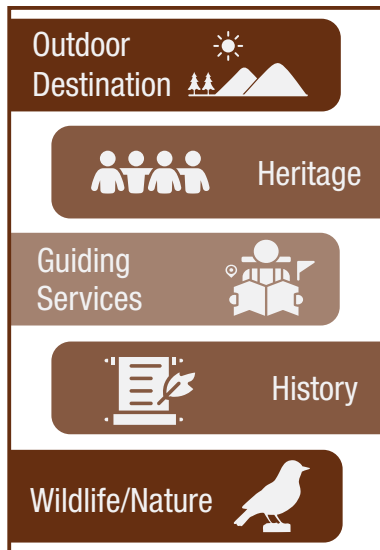 Outdoor
Destination
Heritage
Guiding
Services
History
Wildlife/Nature